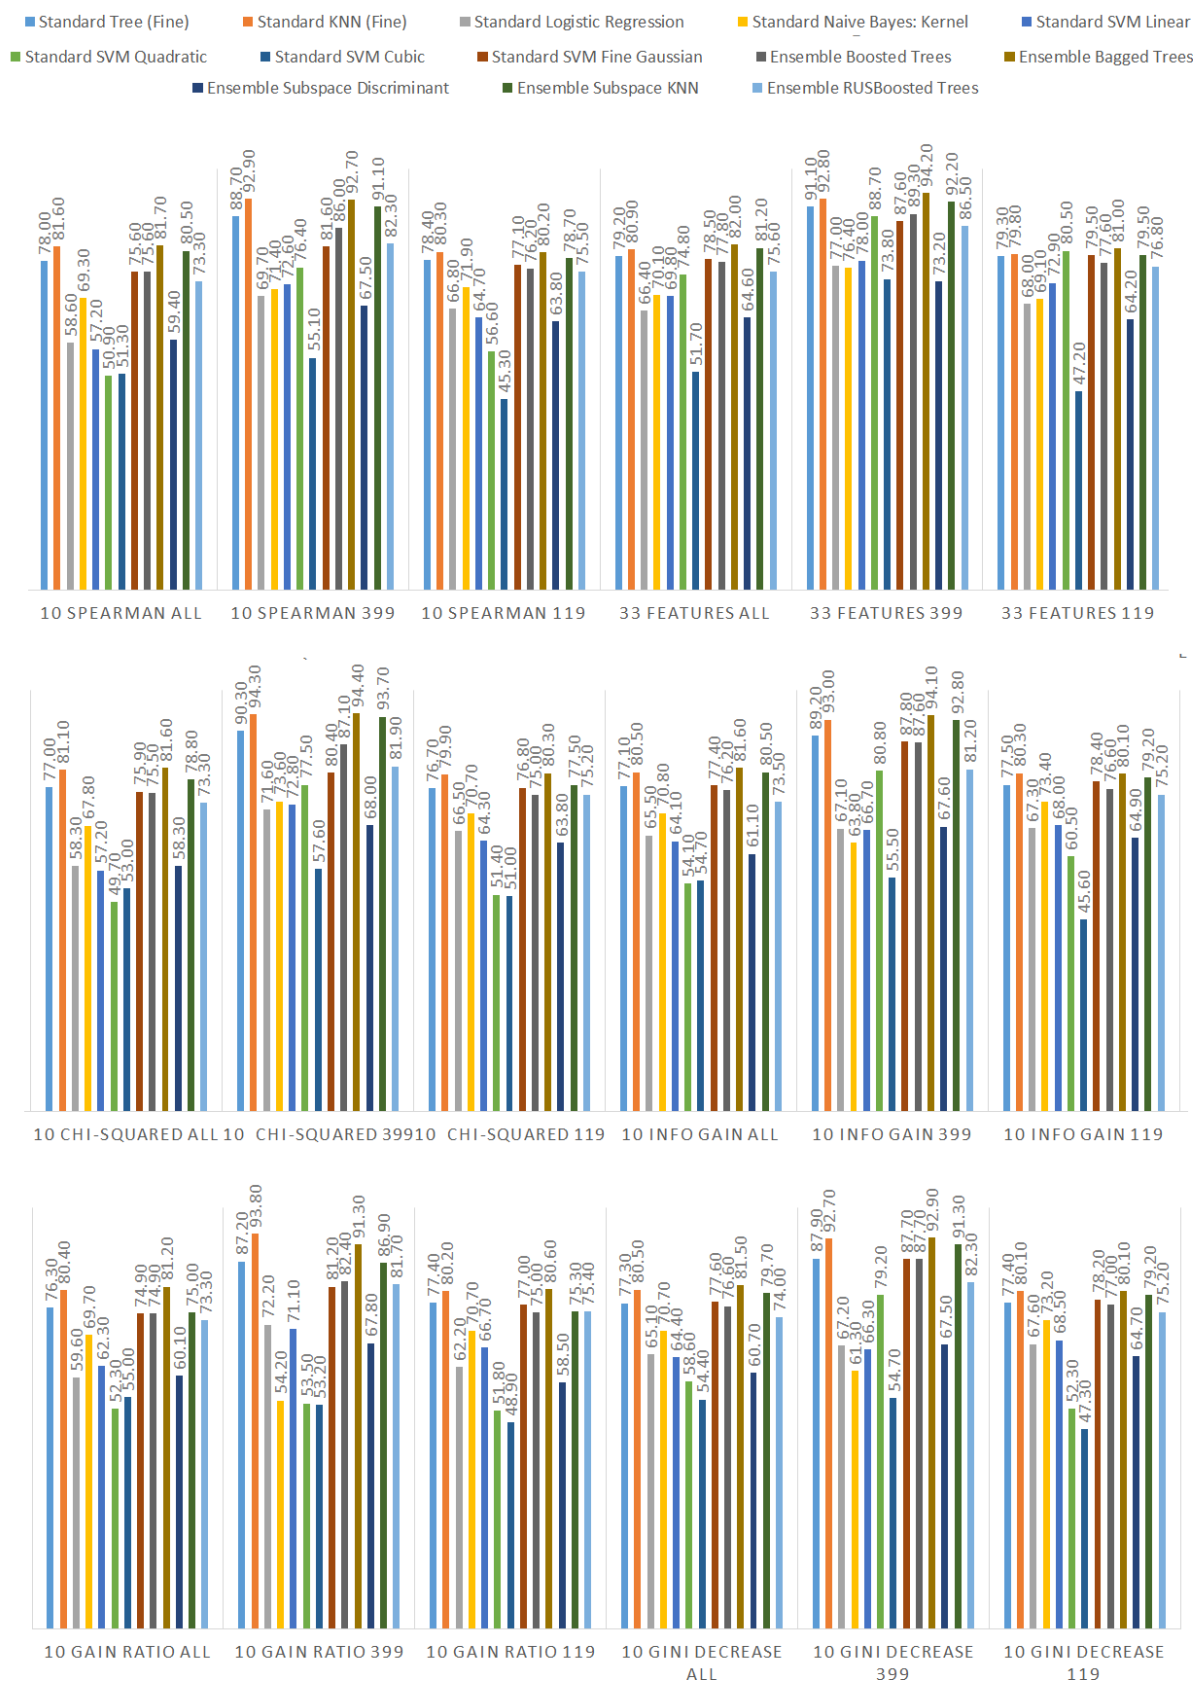 Standard Tree (Fine) Standard KNN (Fine) Standard Logistic Regression Standard Naive Bayes: Kernel Standard SVM Linear
Standard SVM Quadratic Standard SVM Cubic Standard SVM Fine Gaussian Ensemble Boosted Trees Ensemble Bagged Trees
Ensemble Subspace Discriminant Ensemble Subspace KNN Ensemble RUSBoosted Trees
78.00 81.60 58.60 69.30 57.20 50.90 51.30 75.60 75.60 81.70 59.40 80.50 73.30
88.70 92.90 69.70 71.40 72.60 76.40 55.10 81.60 86.00 92.70 67.50 91.10 82.30
78.40 80.30 66.80 71.90 64.70 56.60 45.30 77.10 76.20 80.20 63.80 78.70 75.50
79.20 80.90 66.40 70.10 69.80 74.80 51.70 78.50 77.80 82.00 64.60 81.20 75.60
91.10 92.80 77.00 76.40 78.00 88.70 73.80 87.60 89.30 94.20 73.20 92.20 86.50
79.30 79.80 68.00 69.10 72.90 80.50 47.20 79.50 77.60 81.00 64.20 79.50 76.80
10 SPEARMAN ALL 10 SPEARMAN 399 10 SPEARMAN 119 33 FEATURES ALL 33 FEATURES 399 33 FEATURES 119
77.00 81.10 58.30 67.80 57.20 49.70 53.00 75.90 75.50 81.60 58.30 78.80 73.30
90.30 94.30 71.60 73.60 72.80 77.50 57.60 80.40 87.10 94.40 68.00 93.70 81.90
76.70 79.90 66.50 70.70 64.30 51.40 51.00 76.80 75.00 80.30 63.80 77.50 75.20
77.10 80.50 65.50 70.80 64.10 54.10 54.70 77.40 76.20 81.60 61.10 80.50 73.50
89.20 93.00 67.10 63.80 66.70 80.80 55.50 87.80 87.60 94.10 67.60 92.80 81.20
77.50 80.30 67.30 73.40 68.00 60.50 45.60 78.40 76.60 80.10 64.90 79.20 75.20
10 CHI-SQUARED ALL 10 CHI-SQUARED 399 10 CHI-SQUARED 119 10 INFO GAIN ALL 10 INFO GAIN 399 10 INFO GAIN 119
76.30 80.40 59.60 69.70 62.30 52.30 55.00 74.90 74.90 81.20 60.10 75.00 73.30
87.20 93.80 72.20 54.20 71.10 53.50 53.20 81.20 82.40 91.30 67.80 86.90 81.70
77.40 80.20 62.20 70.70 66.70 51.80 48.90 77.00 75.00 80.60 58.50 75.30 75.40
77.30 80.50 65.10 70.70 64.40 58.60 54.40 77.60 76.60 81.50 60.70 79.70 74.00
87.90 92.70 67.20 61.30 66.30 79.20 54.70 87.70 87.70 92.90 67.50 91.30 82.30
77.40 80.10 67.60 73.20 68.50 52.30 47.30 78.20 77.00 80.10 64.70 79.20 75.20
10 GAIN RATIO ALL 10 GAIN RATIO 399 10 GAIN RATIO 119 10 GINI DECREASE 10 GINI DECREASE 10 GINI DECREASE
ALL 399 119